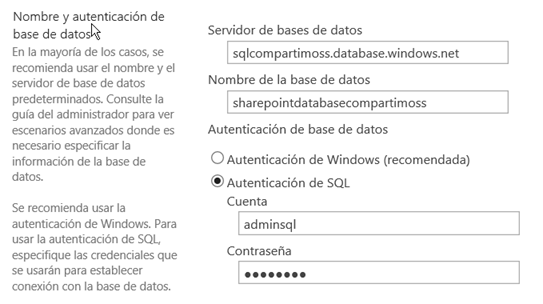 Nombre y autenticación de
base de datos
En la mayoría de los casos, se
recomienda usar el nombre y el
servidor de base de datos
predeterminados. Consulte la
guía del administrador para ver
escenarios avanzados donde es
necesario especificar la
información de la base de
datos.
Se recomienda usar la
autenticación de Windows. Para
usar la autenticación de SQL,
especifique las credenciales que
se usarán para establecer
conexión con la base de datos.
Servidor de bases de datos
sqlcompartimoss.database.windows.net
Nombre de la base de datos
sharepointdatabasecompartimoss
Autenticación de base de datos
Autenticación de Windows (recomendada)
Autenticación de SQL
Cuenta
adminsql
Contraseña
●●●●●●●●